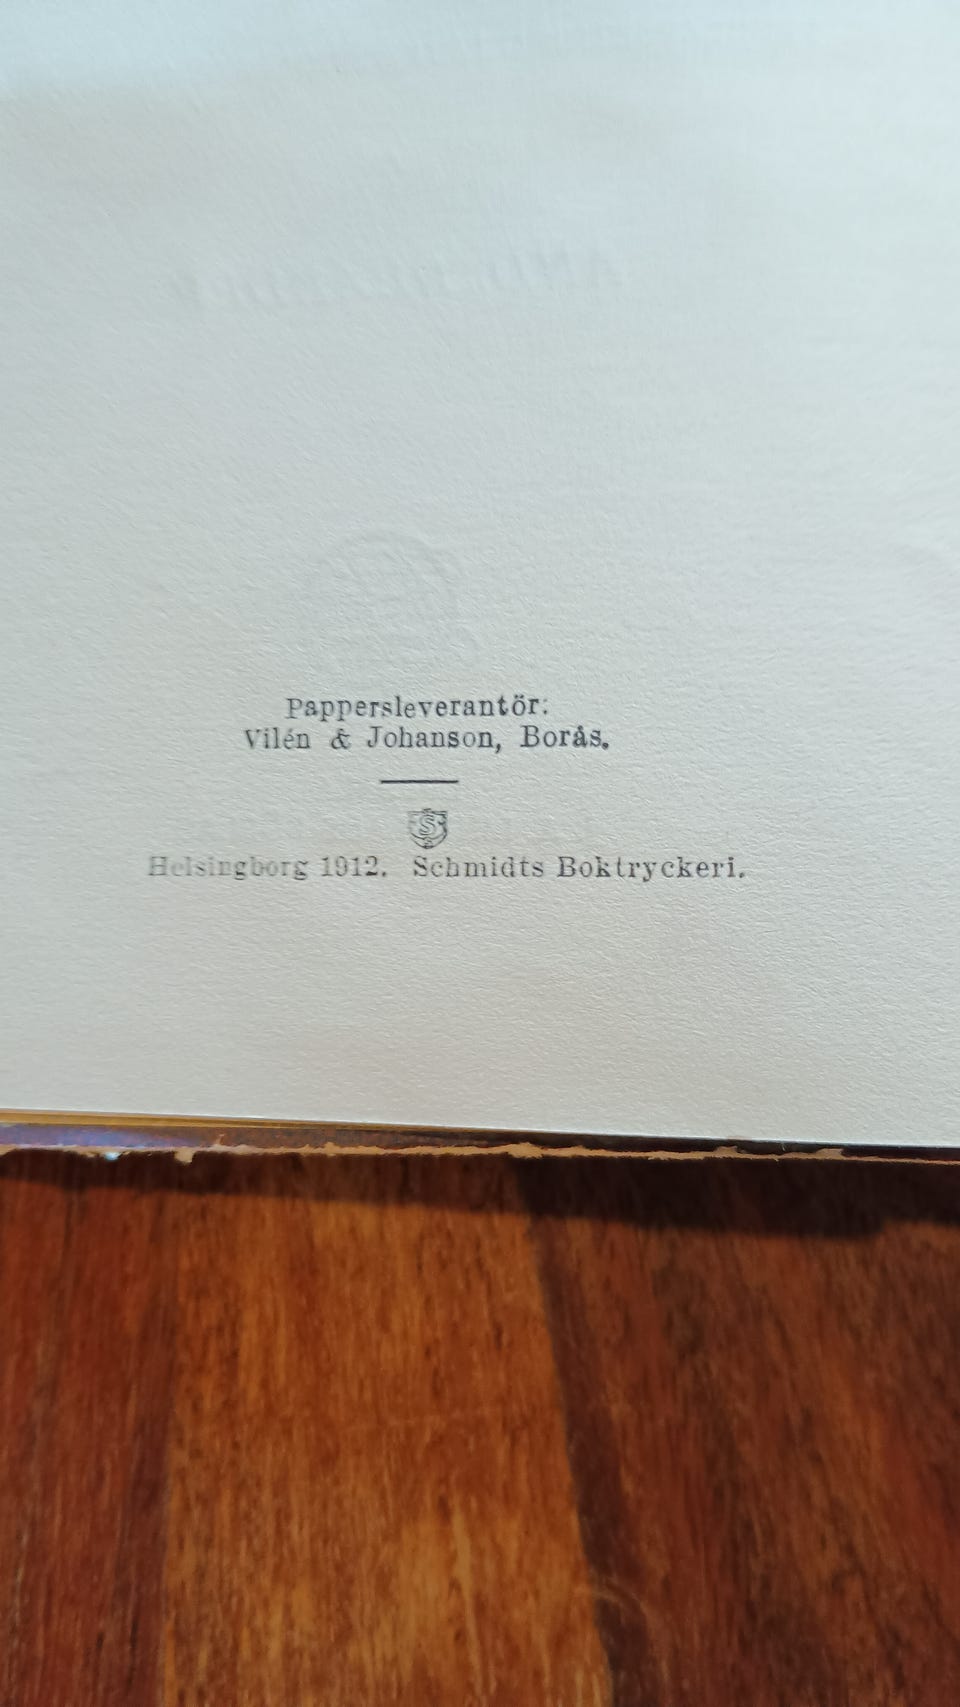 Pappersleverantör:
Vilén & Johanson, Borås.
S
Helsingborg 1912. Schmidts Boktryckeri.